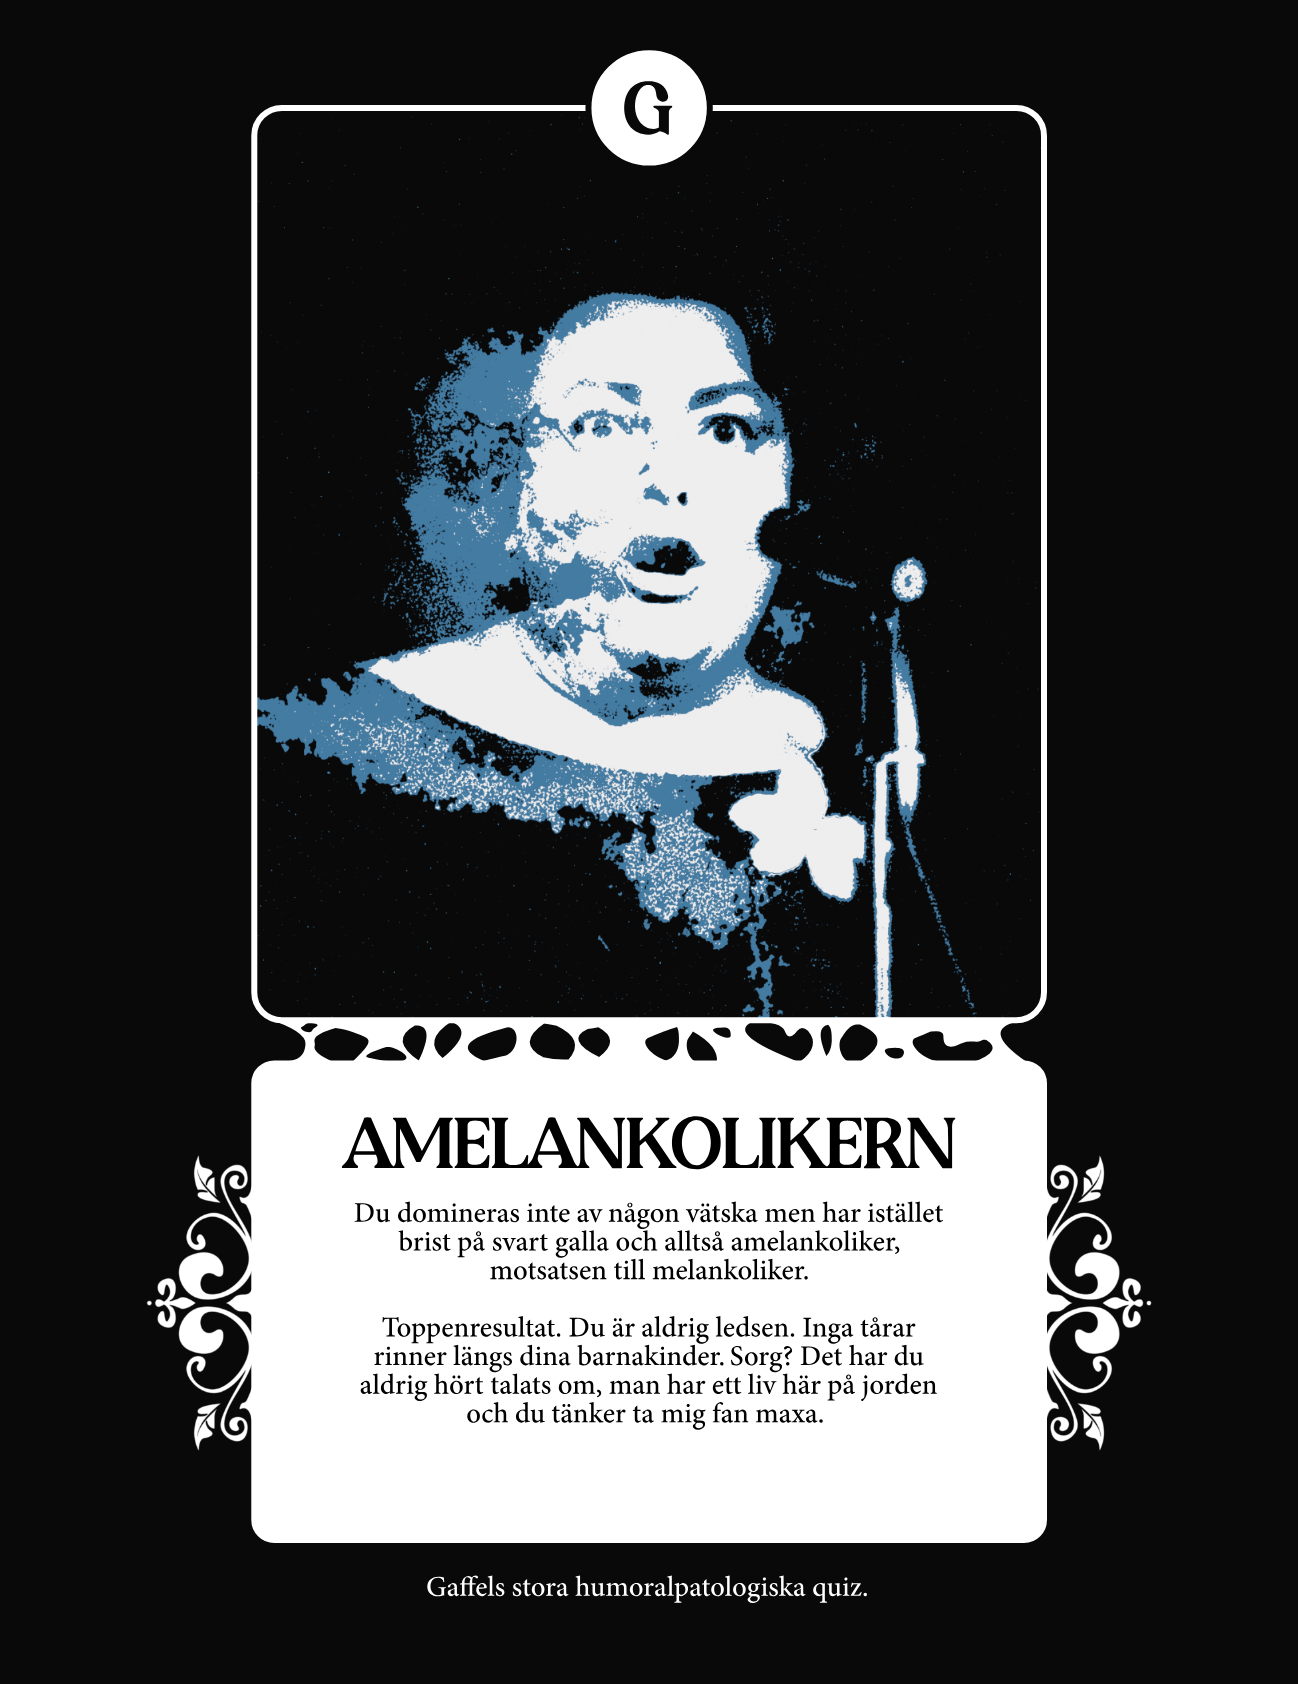 G
AMELANKOLIKERN
Du domineras inte av någon vätska men har istället
brist på svart galla och alltså amelankoliker,
motsatsen till melankoliker.
Toppenresultat. Du är aldrig ledsen. Inga tårar
rinner längs dina barnakinder. Sorg? Det har du
aldrig hört talats om, man har ett liv här på jorden
och du tänker ta mig fan maxa.
Gaffels stora humoralpatologiska quiz.